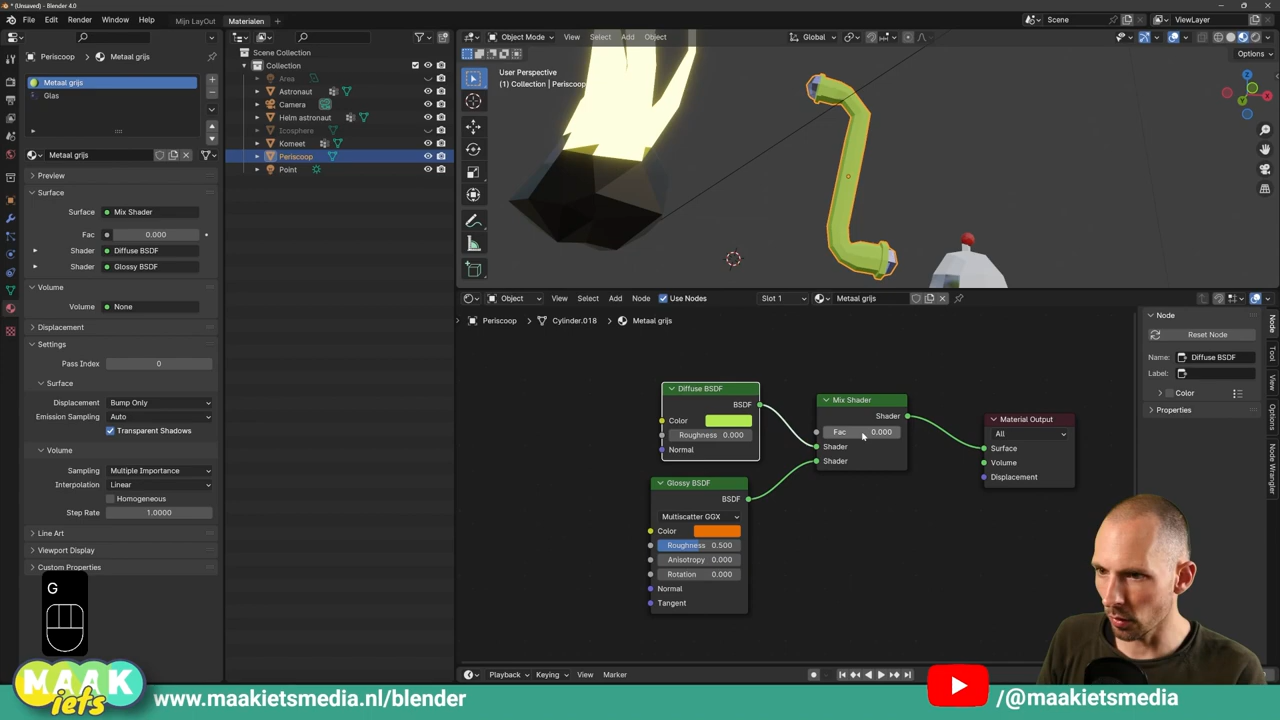 * (Unsaved) - Blender 4.0
File Edit Render Window Help Mijn LayOut Materialen + Scene ViewLayer
Periscoop > Metaal grijs
Metaal grijs
Glas
Metaal grijs
Preview
Surface
Surface Mix Shader
Fac 0.000
Shader Diffuse BSDF
Shader Glossy BSDF
Volume
Volume None
Displacement
Settings
Pass Index 0
Surface
Displacement Bump Only
Emission Sampling Auto
Transparent Shadows
Volume
Sampling Multiple Importance
Interpolation Linear
Homogeneous
Step Rate 1.0000
Line Art
Viewport Display
Custom Properties
Scene Collection
Collection
Area
Astronaut
Camera
Helm astronaut
Icosphere
Komeet
Periscoop
Point
Object Mode View Select Add Object Global
Options
User Perspective
(1) Collection | Periscoop
Z
X
Y
Object View Select Add Node Use Nodes Slot 1 Metaal grijs
Periscoop > Cylinder.018 > Metaal grijs
Diffuse BSDF
BSDF
Color
Roughness 0.000
Normal
Glossy BSDF
BSDF
Multiscatter GGX
Color
Roughness 0.500
Anisotropy 0.000
Rotation 0.000
Normal
Tangent
Mix Shader
Shader
Fac 0.000
Shader
Shader
Material Output
All
Surface
Volume
Displacement
Node
Reset Node
Name: Diffuse BSDF
Label:
Color
Properties
Node
Tool
View
Options
Node Wrangler
Playback Keying View Marker
G
MAAK
iets
www.maakietsmedia.nl/blender
/@maakietsmedia